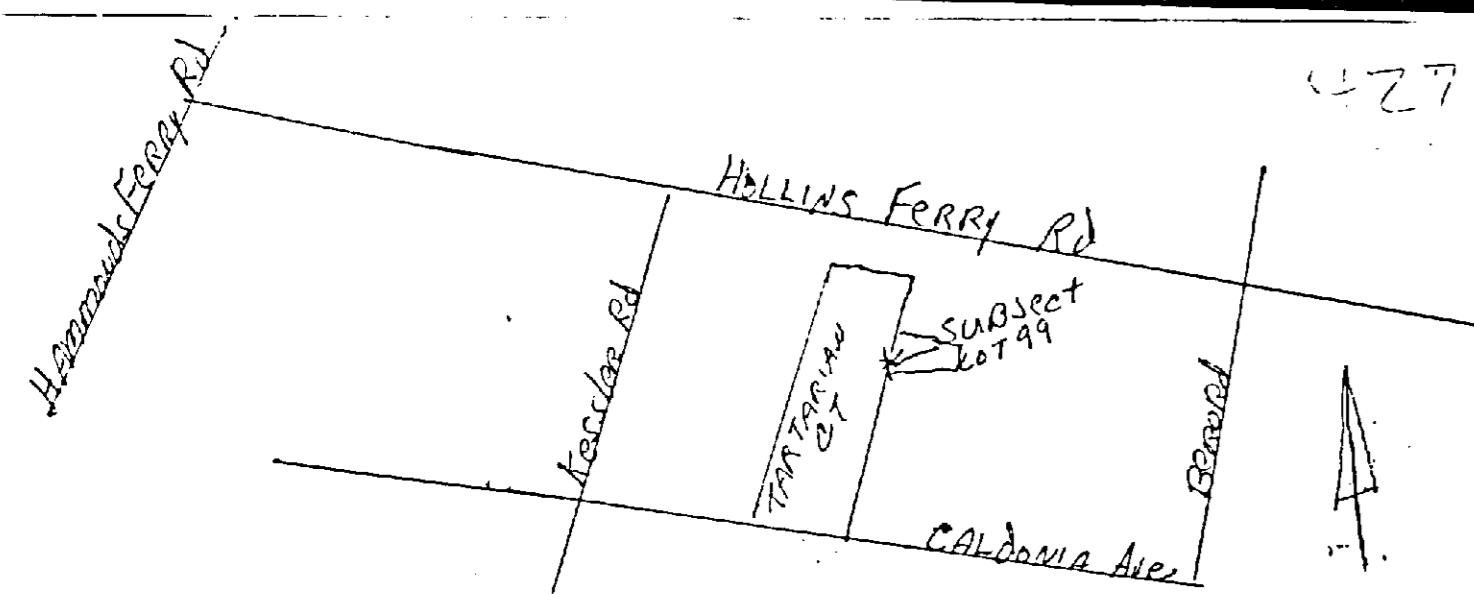 427
Hammonds Ferry Rd
HOLLINS FERRY Rd
Kessler Rd
TARTARIAN
CT
SUBJECT
LOT 99
CALDONIA Ave